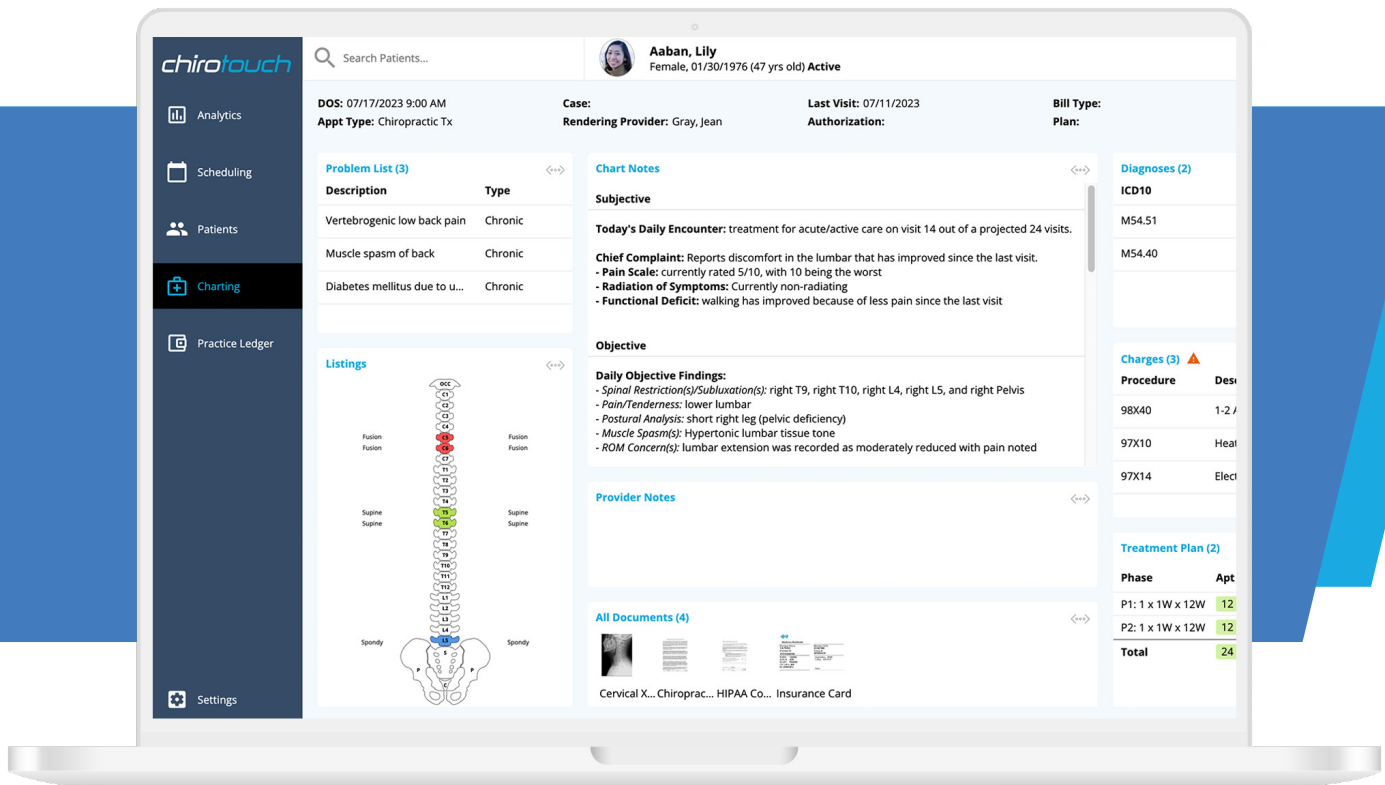 chirotouch
Search Patients...
Aaban, Lily
Female, 01/30/1976 (47 yrs old) Active
Analytics
Scheduling
Patients
Charting
Practice Ledger
Settings
DOS: 07/17/2023 9:00 AM
Appt Type: Chiropractic Tx
Case:
Rendering Provider: Gray, Jean
Last Visit: 07/11/2023
Authorization:
Bill Type:
Plan:
Problem List (3)
Description Type
Vertebrogenic low back pain Chronic
Muscle spasm of back Chronic
Diabetes mellitus due to u... Chronic
Listings
OCC
C1
C2
C3
C4
Fusion C5 Fusion
Fusion C6 Fusion
C7
T1
T2
T3
T4
Supine T5 Supine
Supine T6 Supine
T7
T8
T9
T10
T11
T12
L1
L2
L3
L4
Spondy L5 Spondy
S
P P
C
Chart Notes
Subjective
Today's Daily Encounter: treatment for acute/active care on visit 14 out of a projected 24 visits.
Chief Complaint: Reports discomfort in the lumbar that has improved since the last visit.
- Pain Scale: currently rated 5/10, with 10 being the worst
- Radiation of Symptoms: Currently non-radiating
- Functional Deficit: walking has improved because of less pain since the last visit
Objective
Daily Objective Findings:
- Spinal Restriction(s)/Subluxation(s): right T9, right T10, right L4, right L5, and right Pelvis
- Pain/Tenderness: lower lumbar
- Postural Analysis: short right leg (pelvic deficiency)
- Muscle Spasm(s): Hypertonic lumbar tissue tone
- ROM Concern(s): lumbar extension was recorded as moderately reduced with pain noted
Provider Notes
All Documents (4)
Cervical X... Chiroprac... HIPAA Co... Insurance Card
Diagnoses (2)
ICD10
M54.51
M54.40
Charges (3)
Procedure Des
98X40 1-2
97X10 Hea
97X14 Elec
Treatment Plan (2)
Phase Apt
P1: 1 x 1W x 12W 12
P2: 1 x 1W x 12W 12
Total 24